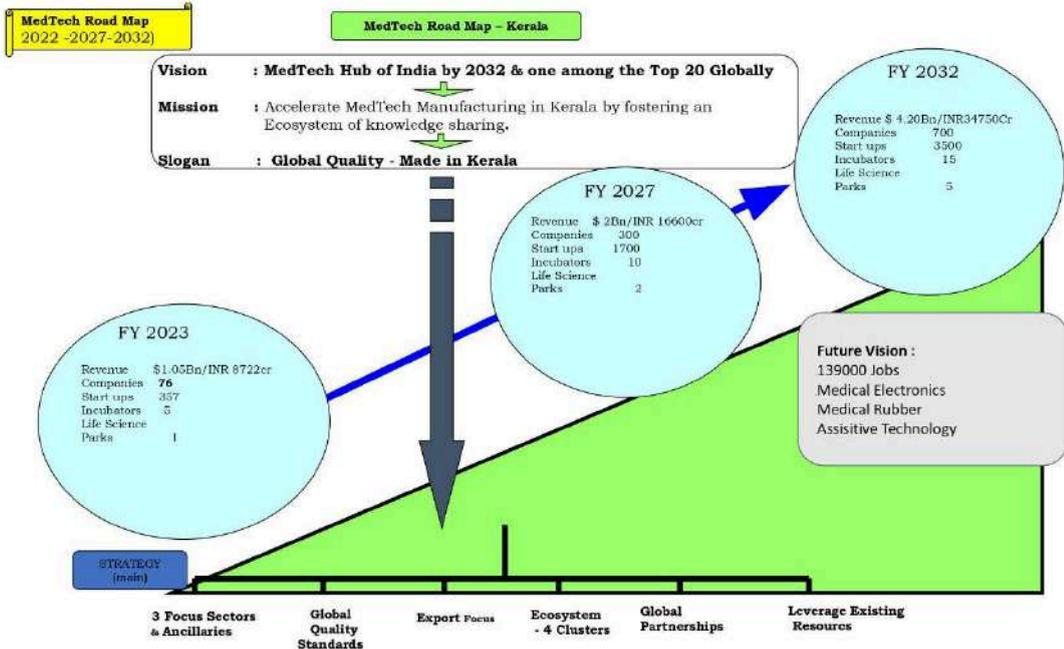 MedTech Road Map
2022 -2027-2032)
MedTech Road Map – Kerala
Vision : MedTech Hub of India by 2032 & one among the Top 20 Globally
Mission : Accelerate MedTech Manufacturing in Kerala by fostering an
Ecosystem of knowledge sharing.
Slogan : Global Quality - Made in Kerala
FY 2023
Revenue $1.05Bn/INR 8722cr
Companies 76
Start ups 357
Incubators 5
Life Science
Parks 1
FY 2027
Revenue $ 2Bn/INR 16600cr
Companies 300
Start ups 1700
Incubators 10
Life Science
Parks 2
FY 2032
Revenue $ 4.20Bn/INR34750Cr
Companies 700
Start ups 3500
Incubators 15
Life Science
Parks 5
Future Vision :
139000 Jobs
Medical Electronics
Medical Rubber
Assisitive Technology
STRATEGY
(main)
3 Focus Sectors
& Ancillaries
Global
Quality
Standards
Export Focus
Ecosystem
- 4 Clusters
Global
Partnerships
Leverage Existing
Resourcs